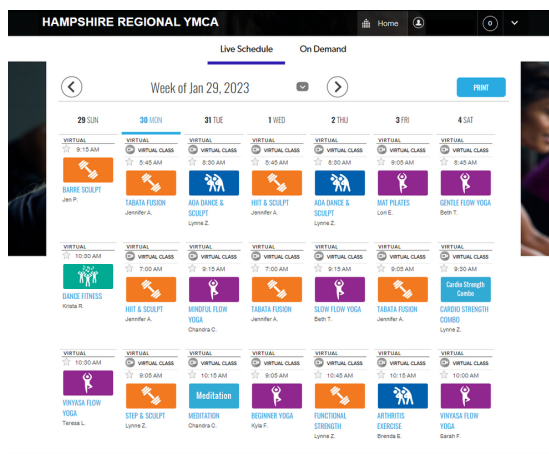 HAMPSHIRE REGIONAL YMCA
Home
0
Live Schedule On Demand
Week of Jan 29, 2023
PRINT
29 SUN 30 MON 31 TUE 1 WED 2 THU 3 FRI 4 SAT
VIRTUAL VIRTUAL VIRTUAL VIRTUAL VIRTUAL VIRTUAL VIRTUAL
9:15 AM VIRTUAL CLASS VIRTUAL CLASS VIRTUAL CLASS VIRTUAL CLASS VIRTUAL CLASS VIRTUAL CLASS
5:45 AM 8:30 AM 5:45 AM 8:30 AM 9:05 AM 8:45 AM
BARRE SCULPT
Jen P.
TABATA FUSION AOA DANCE & HIIT & SCULPT AOA DANCE & MAT PILATES GENTLE FLOW YOGA
Jennifer A. SCULPT Jennifer A. SCULPT Lori E. Beth T.
Lynne Z. Lynne Z.
VIRTUAL VIRTUAL VIRTUAL VIRTUAL VIRTUAL VIRTUAL VIRTUAL
10:30 AM VIRTUAL CLASS VIRTUAL CLASS VIRTUAL CLASS VIRTUAL CLASS VIRTUAL CLASS VIRTUAL CLASS
7:00 AM 9:15 AM 7:00 AM 9:15 AM 9:05 AM 9:30 AM
Cardio Strength
Combo
DANCE FITNESS
Krista R.
HIIT & SCULPT MINDFUL FLOW TABATA FUSION SLOW FLOW YOGA TABATA FUSION CARDIO STRENGTH
Jennifer A. YOGA Jennifer A. Beth T. Jennifer A. COMBO
Chandra C. Lynne Z.
VIRTUAL VIRTUAL VIRTUAL VIRTUAL VIRTUAL VIRTUAL VIRTUAL
10:30 AM VIRTUAL CLASS VIRTUAL CLASS VIRTUAL CLASS VIRTUAL CLASS VIRTUAL CLASS VIRTUAL CLASS
9:05 AM 10:15 AM 9:05 AM 10:45 AM 10:15 AM 10:00 AM
Meditation
VINYASA FLOW
YOGA
Teresa L.
STEP & SCULPT MEDITATION BEGINNER YOGA FUNCTIONAL ARTHRITIS VINYASA FLOW
Lynne Z. Chandra C. Kyla F. STRENGTH EXERCISE YOGA
Lynne Z. Brenda E. Sarah F.